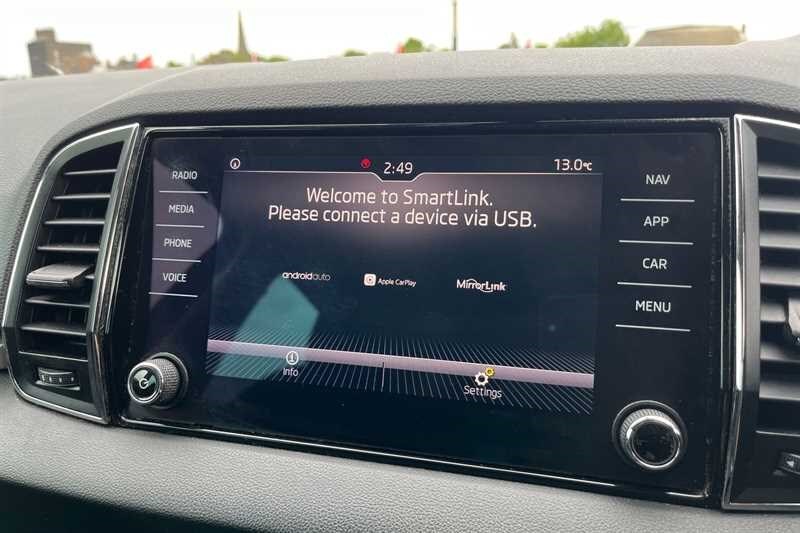 2:49
13.0°C
RADIO
MEDIA
PHONE
VOICE
Welcome to SmartLink.
Please connect a device via USB.
androidauto
Apple CarPlay
MirrorLink
Info
Settings
NAV
APP
CAR
MENU